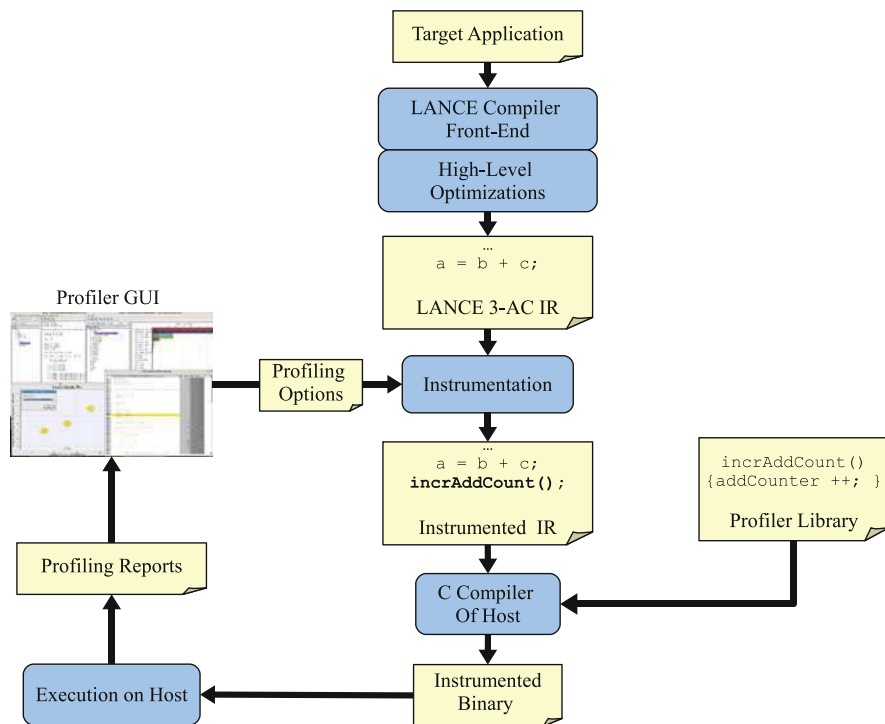 Target Application
LANCE Compiler
Front-End
High-Level
Optimizations
…
a = b + c;
LANCE 3-AC IR
Profiler GUI
Profiling
Options
Instrumentation
…
a = b + c;
incrAddCount();
Instrumented IR
incrAddCount()
{addCounter ++; }
Profiler Library
Profiling Reports
C Compiler
Of Host
Execution on Host
Instrumented
Binary